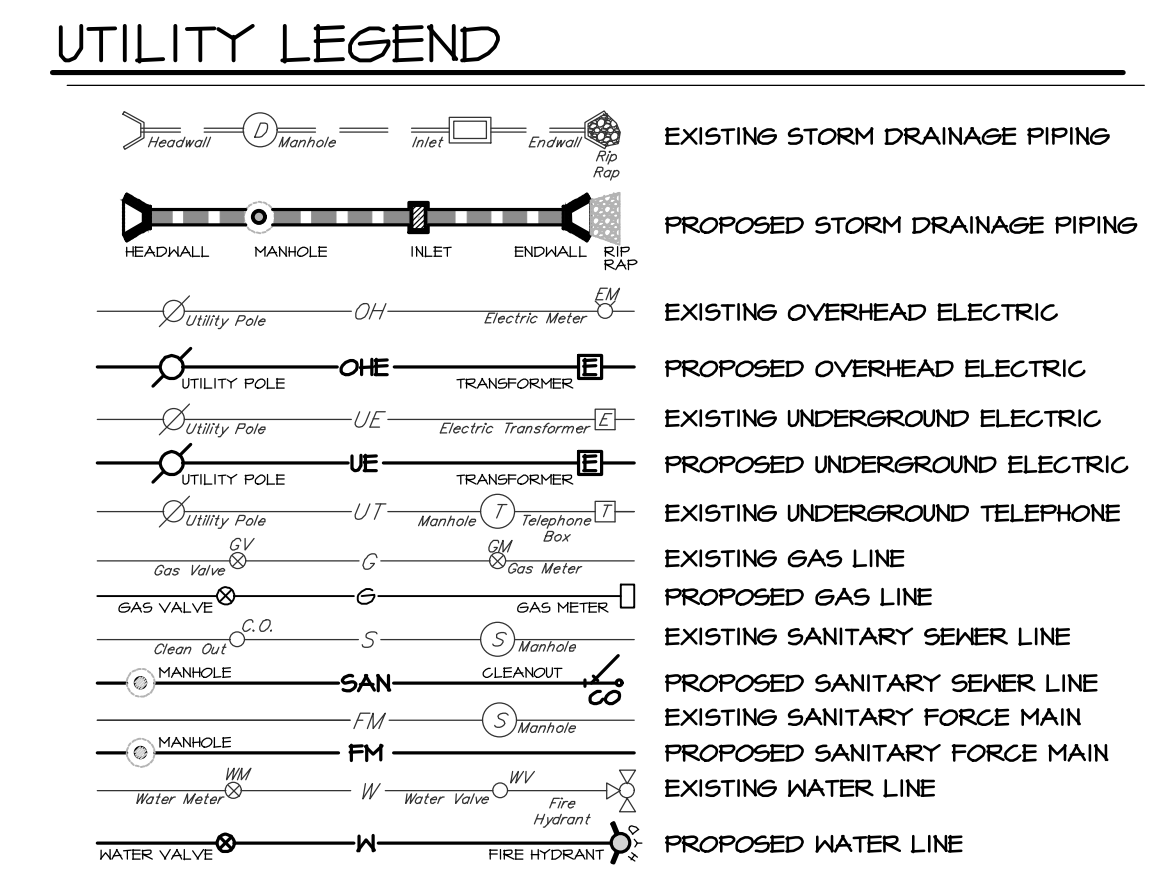 UTILITY LEGEND
Headwall D Manhole Inlet Endwall Rip Rap EXISTING STORM DRAINAGE PIPING
HEADWALL MANHOLE INLET ENDWALL RIP RAP PROPOSED STORM DRAINAGE PIPING
Utility Pole OH Electric Meter EM EXISTING OVERHEAD ELECTRIC
UTILITY POLE OHE TRANSFORMER E PROPOSED OVERHEAD ELECTRIC
Utility Pole UE Electric Transformer E EXISTING UNDERGROUND ELECTRIC
UTILITY POLE UE TRANSFORMER E PROPOSED UNDERGROUND ELECTRIC
Utility Pole UT Manhole T Telephone Box T EXISTING UNDERGROUND TELEPHONE
Gas Valve GV G GM Gas Meter EXISTING GAS LINE
GAS VALVE G GAS METER PROPOSED GAS LINE
Clean Out C.O. S S Manhole EXISTING SANITARY SEWER LINE
MANHOLE SAN CLEANOUT CO PROPOSED SANITARY SEWER LINE
FM S Manhole EXISTING SANITARY FORCE MAIN
MANHOLE FM PROPOSED SANITARY FORCE MAIN
Water Meter WM W Water Valve WV Fire Hydrant EXISTING WATER LINE
WATER VALVE W FIRE HYDRANT HYD PROPOSED WATER LINE